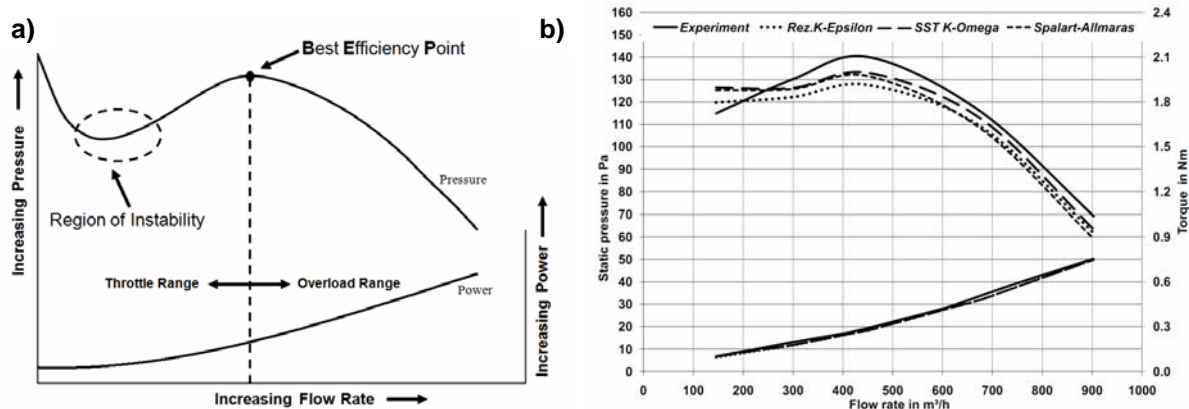 a)
Best Efficiency Point
Increasing Pressure
Region of Instability
Pressure
Throttle Range
Overload Range
Power
Increasing Power
Increasing Flow Rate
b)
160
150
140
130
120
110
100
90
80
70
60
50
40
30
20
10
0
Static pressure in Pa
Experiment Rez.K-Epsilon SST K-Omega Spalart-Allmaras
2.4
2.1
1.8
1.5
1.2
0.9
0.6
0.3
0.0
Torque in Nm
0 100 200 300 400 500 600 700 800 900 1000
Flow rate in m³/h